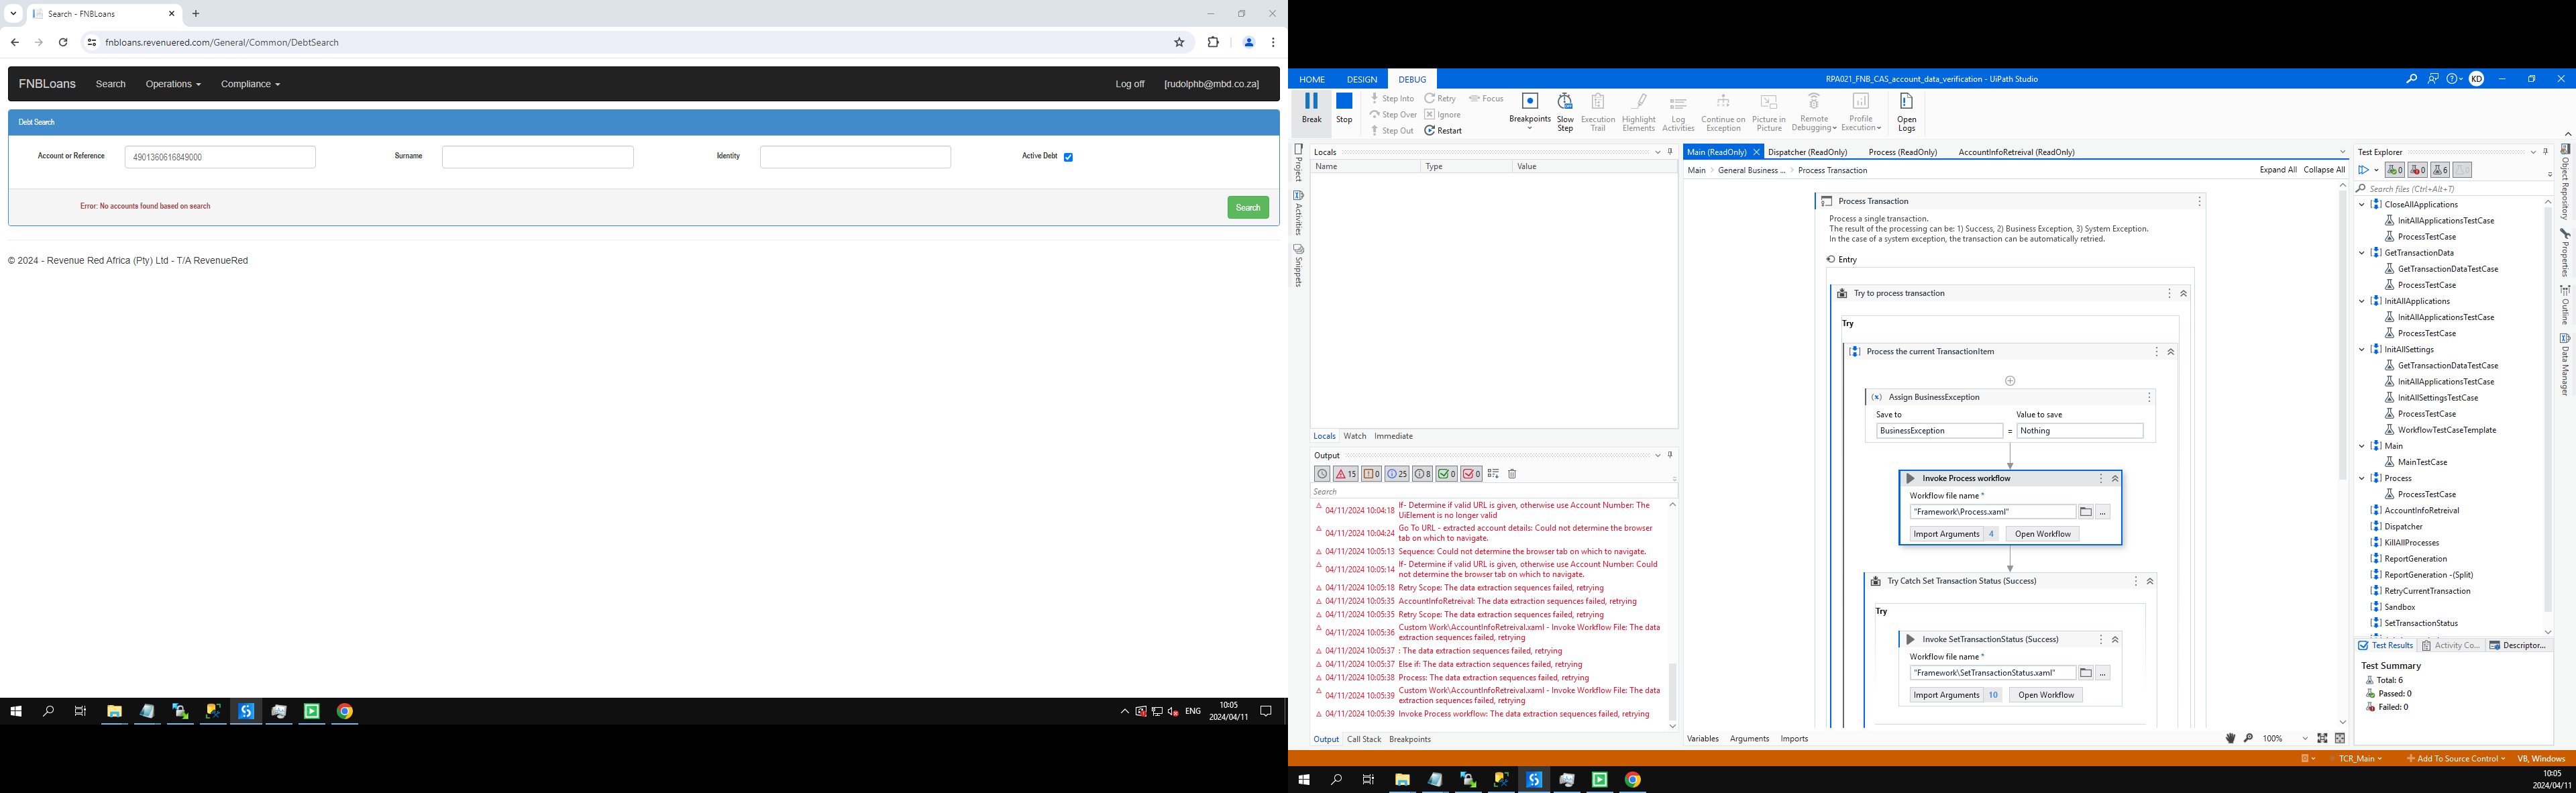 Search - FNBLoans
fnbloans.revenuered.com/General/Common/DebtSearch
FNBLoans Search Operations Compliance Log off [rudolphb@mbd.co.za]
Debt Search
Account or Reference 4901360616849000 Surname Identity Active Debt
Error: No accounts found based on search Search
© 2024 - Revenue Red Africa (Pty) Ltd - T/A RevenueRed
ENG 10:05
2024/04/11
HOME DESIGN DEBUG RPA021_FNB_CAS_account_data_verification - UiPath Studio KD
Break Stop
Step Into Retry Focus
Step Over Ignore
Step Out Restart
Breakpoints
Slow Step
Execution Trail
Highlight Elements
Log Activities
Continue on Exception
Picture in Picture
Remote Debugging
Profile Execution
Open Logs
Project
Activities
Snippets
Locals
Name Type Value
Locals Watch Immediate
Output
15 0 25 8 0 0
Search
04/11/2024 10:04:18 If- Determine if valid URL is given, otherwise use Account Number: The
UiElement is no longer valid
04/11/2024 10:04:24 Go To URL - extracted account details: Could not determine the browser
tab on which to navigate.
04/11/2024 10:05:13 Sequence: Could not determine the browser tab on which to navigate.
04/11/2024 10:05:14 If- Determine if valid URL is given, otherwise use Account Number: Could
not determine the browser tab on which to navigate.
04/11/2024 10:05:18 Retry Scope: The data extraction sequences failed, retrying
04/11/2024 10:05:35 AccountInfoRetreival: The data extraction sequences failed, retrying
04/11/2024 10:05:35 Retry Scope: The data extraction sequences failed, retrying
04/11/2024 10:05:36 Custom Work\AccountInfoRetreival.xaml - Invoke Workflow File: The data
extraction sequences failed, retrying
04/11/2024 10:05:37 : The data extraction sequences failed, retrying
04/11/2024 10:05:37 Else if: The data extraction sequences failed, retrying
04/11/2024 10:05:38 Process: The data extraction sequences failed, retrying
04/11/2024 10:05:39 Custom Work\AccountInfoRetreival.xaml - Invoke Workflow File: The data
extraction sequences failed, retrying
04/11/2024 10:05:39 Invoke Process workflow: The data extraction sequences failed, retrying
Output Call Stack Breakpoints
Main (ReadOnly) Dispatcher (ReadOnly) Process (ReadOnly) AccountInfoRetreival (ReadOnly)
Main > General Business ... > Process Transaction Expand All Collapse All
Process Transaction
Process a single transaction.
The result of the processing can be: 1) Success, 2) Business Exception, 3) System Exception.
In the case of a system exception, the transaction can be automatically retried.
Entry
Try to process transaction
Try
Process the current TransactionItem
(x) Assign BusinessException
Save to Value to save
BusinessException = Nothing
Invoke Process workflow
Workflow file name *
"Framework\Process.xaml"
Import Arguments 4 Open Workflow
Try Catch Set Transaction Status (Success)
Try
Invoke SetTransactionStatus (Success)
Workflow file name *
"Framework\SetTransactionStatus.xaml"
Import Arguments 10 Open Workflow
Variables Arguments Imports 100%
Test Explorer
0 0 6
Search files (Ctrl+Alt+T)
CloseAllApplications
InitAllApplicationsTestCase
ProcessTestCase
GetTransactionData
GetTransactionDataTestCase
ProcessTestCase
InitAllApplications
InitAllApplicationsTestCase
ProcessTestCase
InitAllSettings
GetTransactionDataTestCase
InitAllApplicationsTestCase
InitAllSettingsTestCase
ProcessTestCase
WorkflowTestCaseTemplate
Main
MainTestCase
Process
ProcessTestCase
AccountInfoRetreival
Dispatcher
KillAllProcesses
ReportGeneration
ReportGeneration -(Split)
RetryCurrentTransaction
Sandbox
SetTransactionStatus
Test Results Activity Co... Descriptor...
Test Summary
Total: 6
Passed: 0
Failed: 0
Object Repository
Properties
Outline
Data Manager
TCR_Main Add To Source Control VB, Windows
10:05
2024/04/11